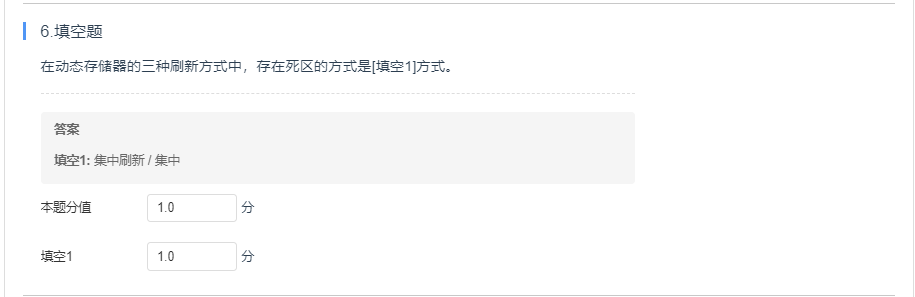 6.填空题
在动态存储器的三种刷新方式中，存在死区的方式是[填空1]方式。
答案
填空1: 集中刷新 / 集中
本题分值 1.0 分
填空1 1.0 分